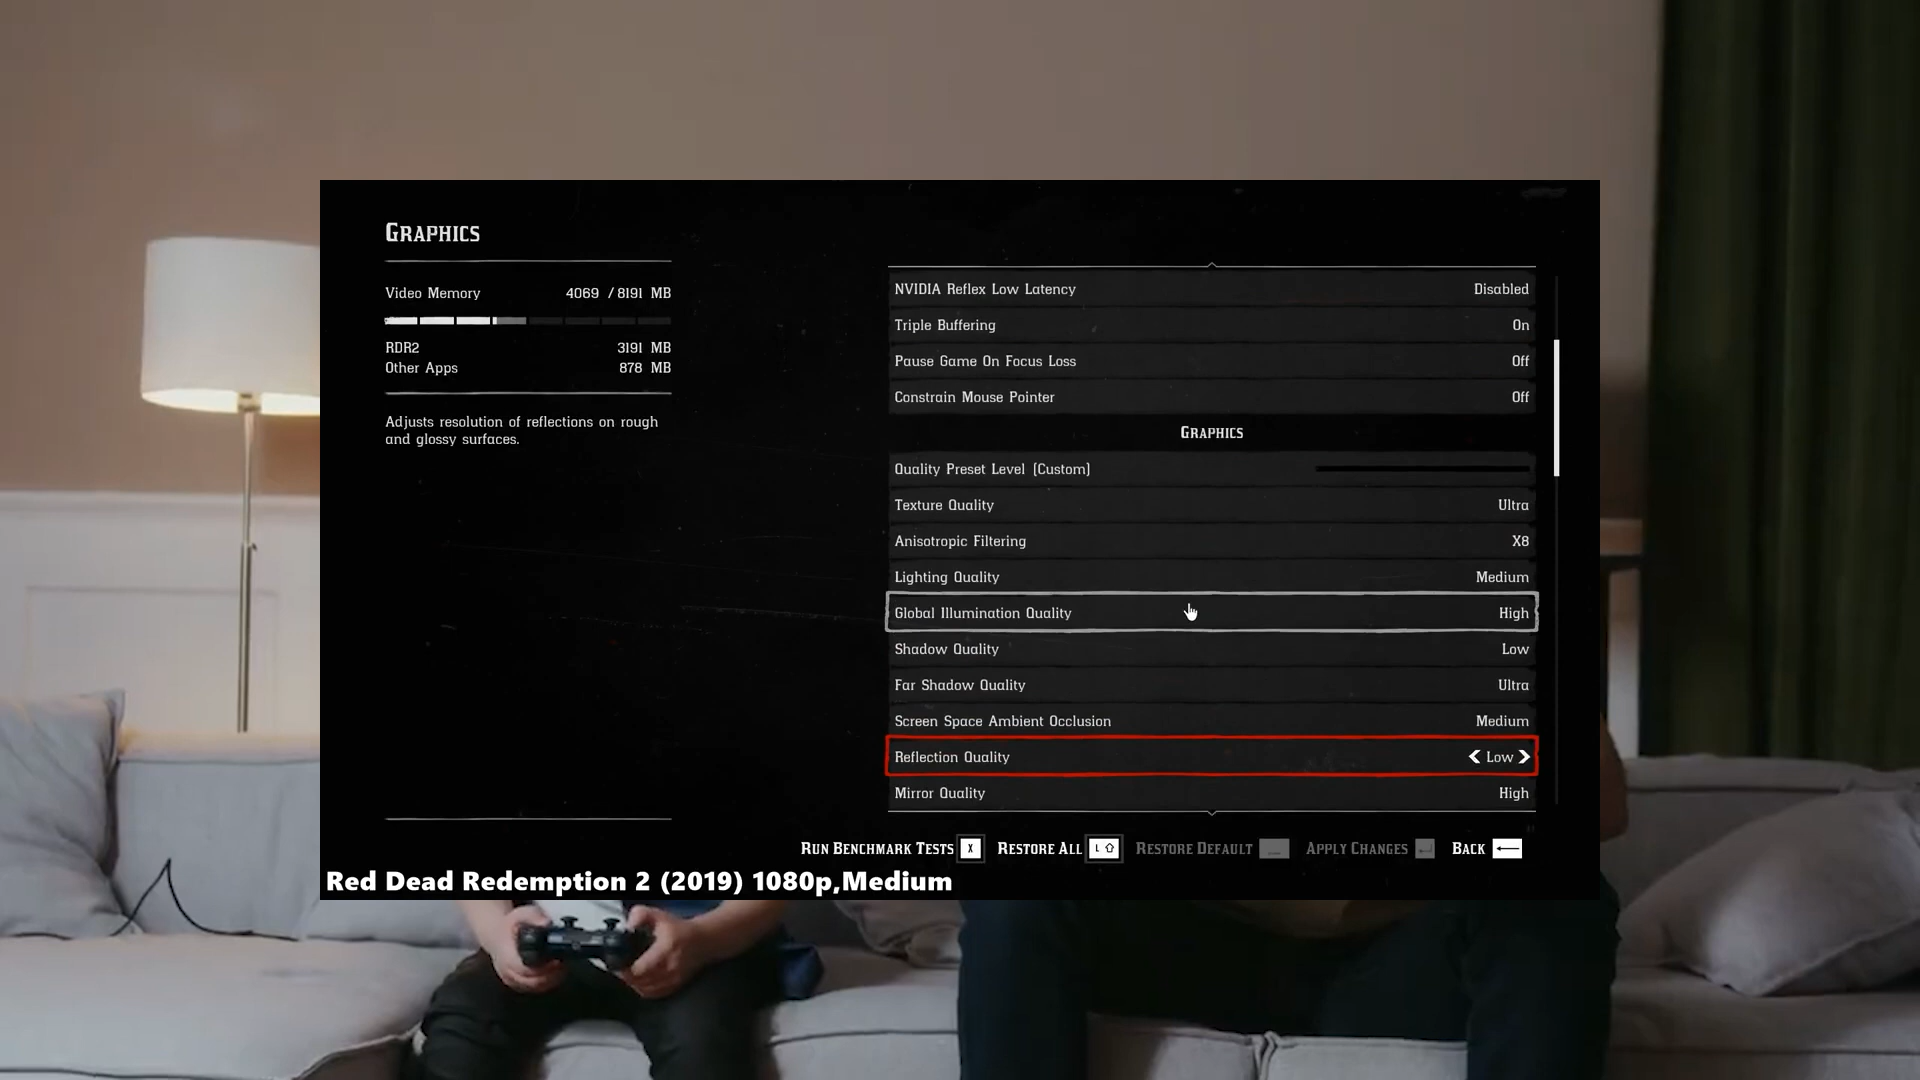 GRAPHICS
Video Memory 4069 / 8191 MB
RDR2 3191 MB
Other Apps 878 MB
Adjusts resolution of reflections on rough
and glossy surfaces.
NVIDIA Reflex Low Latency Disabled
Triple Buffering On
Pause Game On Focus Loss Off
Constrain Mouse Pointer Off
GRAPHICS
Quality Preset Level (Custom)
Texture Quality Ultra
Anisotropic Filtering X8
Lighting Quality Medium
Global Illumination Quality High
Shadow Quality Low
Far Shadow Quality Ultra
Screen Space Ambient Occlusion Medium
Reflection Quality Low
Mirror Quality High
RUN BENCHMARK TESTS X RESTORE ALL L RESTORE DEFAULT APPLY CHANGES BACK
Red Dead Redemption 2 (2019) 1080p,Medium